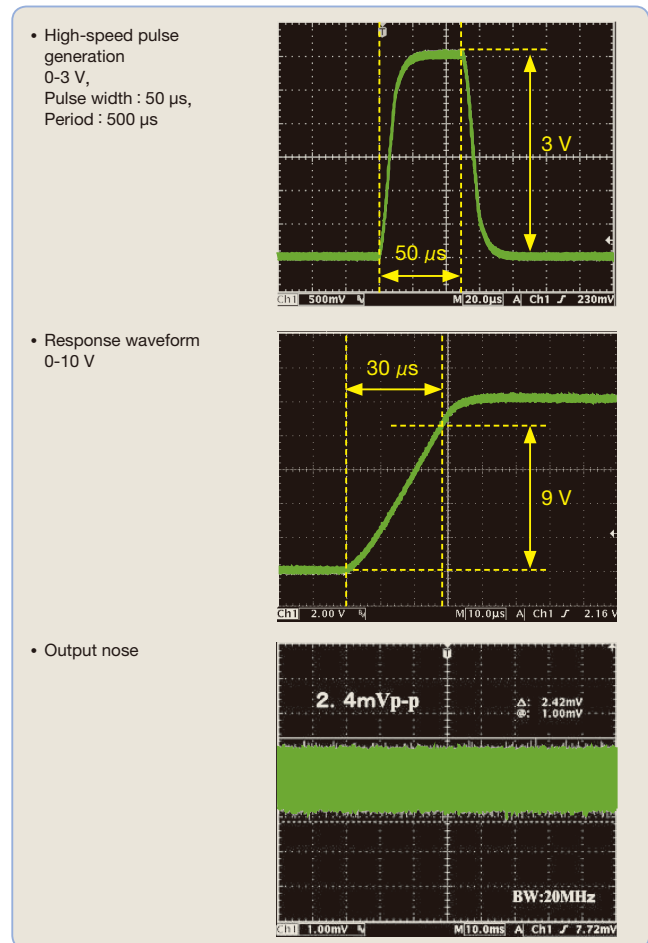 • High-speed pulse
generation
0-3 V,
Pulse width : 50 µs,
Period : 500 µs
3 V
50 µs
Ch1 500mV M 20.0µs A Ch1 230mV
• Response waveform
0-10 V
30 µs
9 V
Ch1 2.00 V M 10.0µs A Ch1 2.16 V
• Output nose
T
2. 4mVp-p
Δ: 2.42mV
@: 1.00mV
BW:20MHz
Ch1 1.00mV M 10.0ms A Ch1 7.72mV